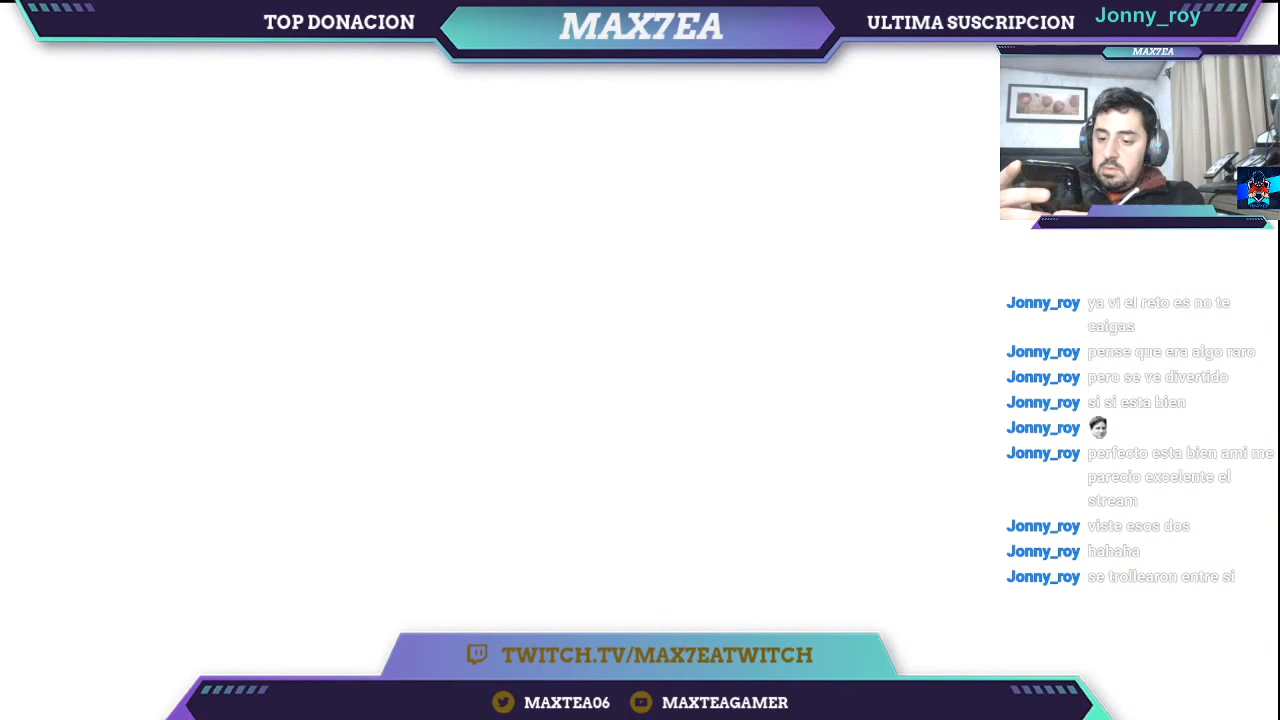 TOP DONACION
MAX7EA
ULTIMA SUSCRIPCION
Jonny_roy
MAX7EA
Jonny_roy ya vi el reto es no te
caigas
Jonny_roy pense que era algo raro
Jonny_roy pero se ve divertido
Jonny_roy si si esta bien
Jonny_roy
Jonny_roy perfecto esta bien ami me
parecio excelente el
stream
Jonny_roy viste esos dos
Jonny_roy hahaha
Jonny_roy se trollearon entre si
TWITCH.TV/MAX7EATWITCH
MAXTEA06
MAXTEAGAMER